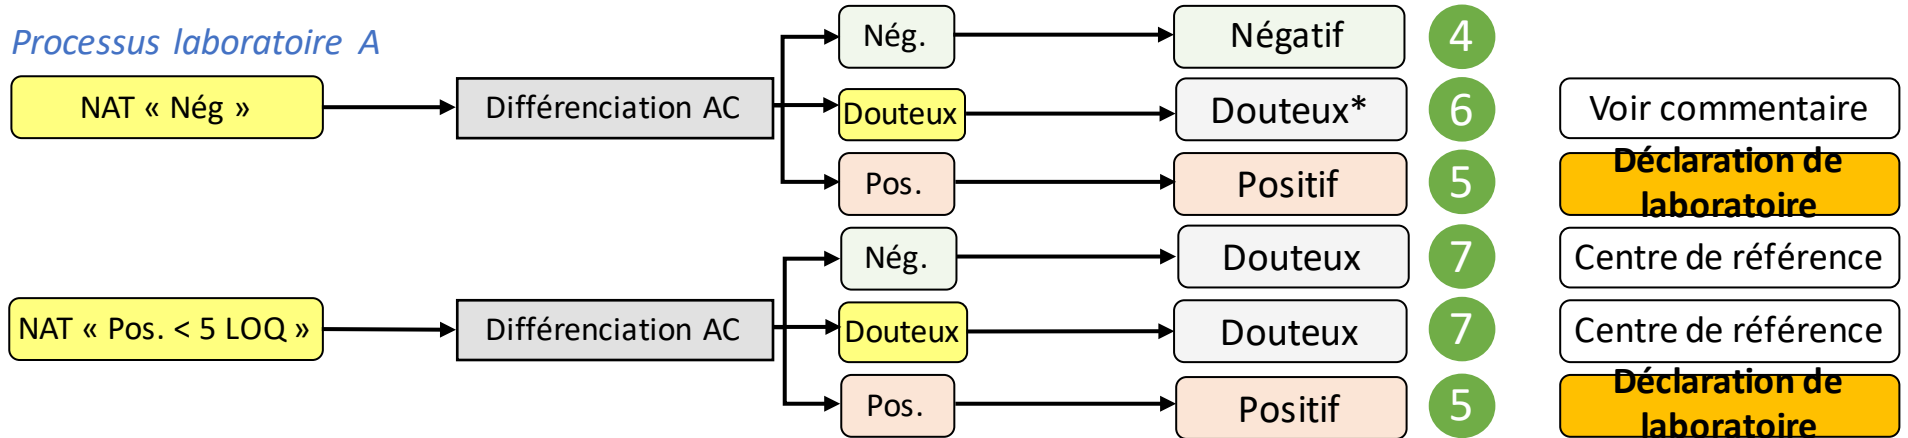 Processus laboratoire A
Nég.
Négatif
4
NAT « Nég »
Différenciation AC
Douteux
Douteux*
6
Voir commentaire
Pos.
Positif
5
Déclaration de
laboratoire
Nég.
Douteux
7
Centre de référence
NAT « Pos. < 5 LOQ »
Différenciation AC
Douteux
Douteux
7
Centre de référence
Pos.
Positif
5
Déclaration de
laboratoire